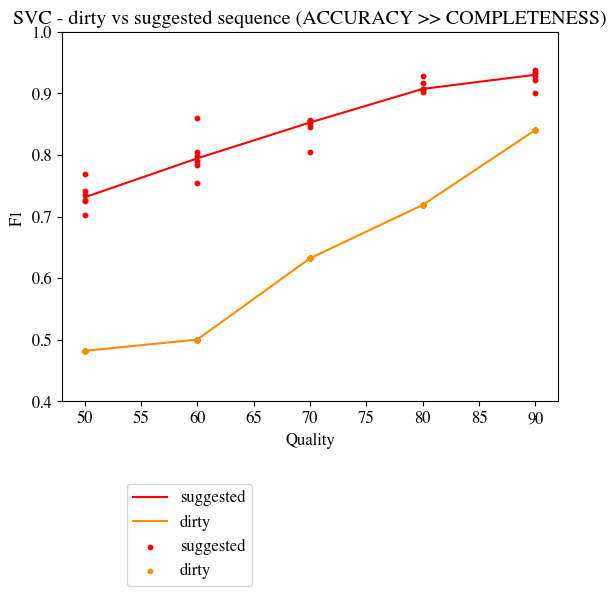 SVC - dirty vs suggested sequence (ACCURACY >> COMPLETENESS)
1.0
0.9
0.8
0.7
0.6
0.5
0.4
F1
50 55 60 65 70 75 80 85 90
Quality
suggested
dirty
suggested
dirty